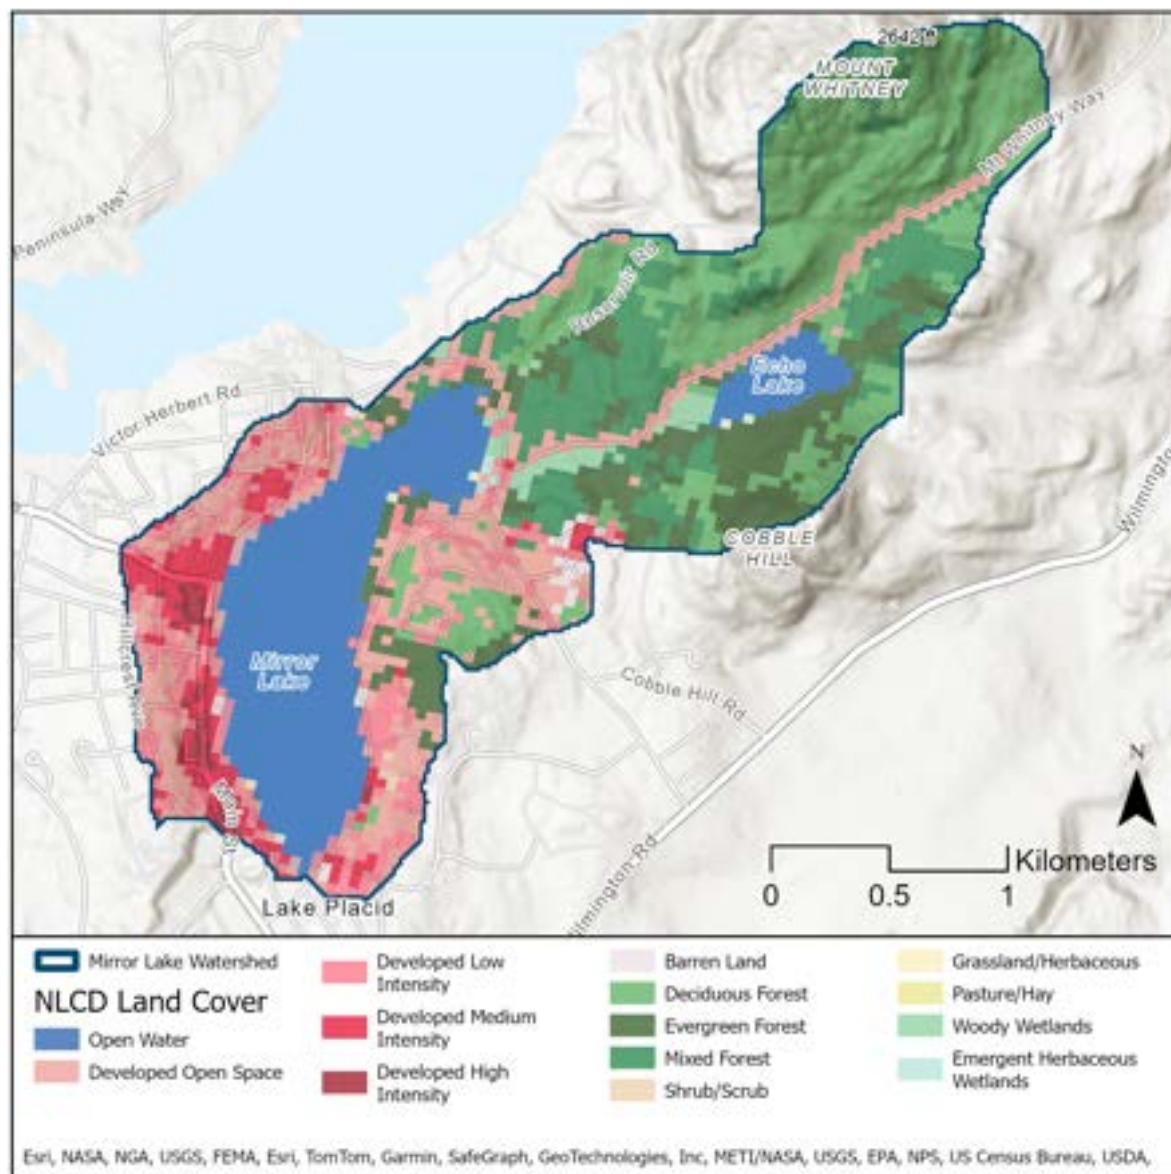 2642 ft
MOUNT
WHITNEY
Mt Whitney Way
Peninsula Way
Reservoir Rd
Echo
Lake
Victor Herbert Rd
Wilmington
COBBLE
HILL
Mirror
Lake
Cobble Hill Rd
Main St
N
Kilometers
0
0.5
1
Lake Placid
ilmington Rd
Mirror Lake Watershed
NLCD Land Cover
Open Water
Developed Open Space
Developed Low
Intensity
Developed Medium
Intensity
Developed High
Intensity
Barren Land
Deciduous Forest
Evergreen Forest
Mixed Forest
Shrub/Scrub
Grassland/Herbaceous
Pasture/Hay
Woody Wetlands
Emergent Herbaceous
Wetlands
Esri, NASA, NGA, USGS, FEMA, Esri, TomTom, Garmin, SafeGraph, GeoTechnologies, Inc, METI/NASA, USGS, EPA, NPS, US Census Bureau, USDA,